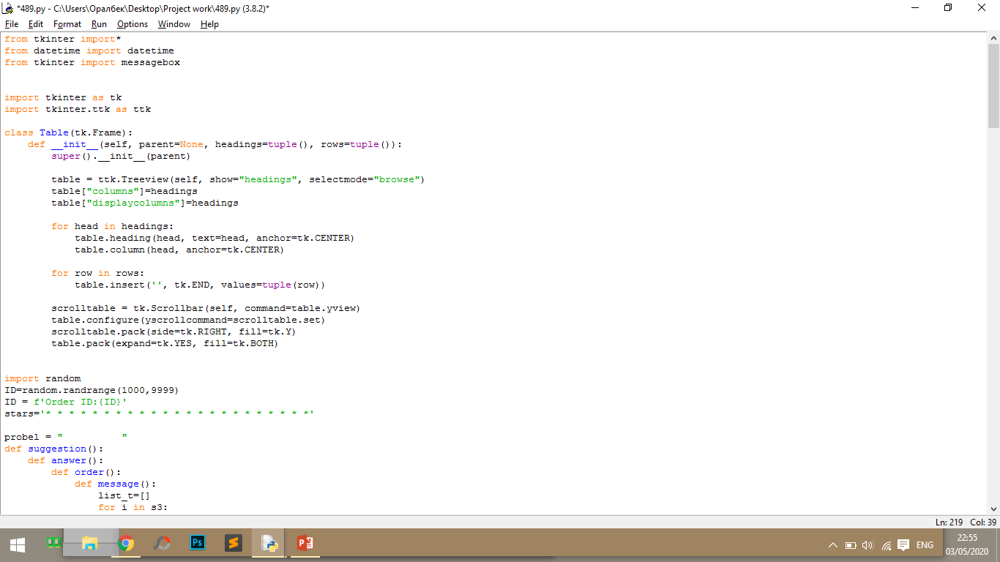 *489.py - C:\Users\Оралбек\Desktop\Project work\489.py (3.8.2)*
File Edit Format Run Options Window Help
from tkinter import*
from datetime import datetime
from tkinter import messagebox
import tkinter as tk
import tkinter.ttk as ttk
class Table(tk.Frame):
    def __init__(self, parent=None, headings=tuple(), rows=tuple()):
        super().__init__(parent)
        table = ttk.Treeview(self, show="headings", selectmode="browse")
        table["columns"]=headings
        table["displaycolumns"]=headings
        for head in headings:
            table.heading(head, text=head, anchor=tk.CENTER)
            table.column(head, anchor=tk.CENTER)
        for row in rows:
            table.insert('', tk.END, values=tuple(row))
        scrolltable = tk.Scrollbar(self, command=table.yview)
        table.configure(yscrollcommand=scrolltable.set)
        scrolltable.pack(side=tk.RIGHT, fill=tk.Y)
        table.pack(expand=tk.YES, fill=tk.BOTH)
import random
ID=random.randrange(1000,9999)
ID = f'Order ID:{ID}'
stars='* * * * * * * * * * * * * * * * * * * * * * *'
probel = "          "
def suggestion():
    def answer():
        def order():
            def message():
                list_t=[]
                for i in s3:
Ln: 219 Col: 39
Ps
ENG
22:55
03/05/2020